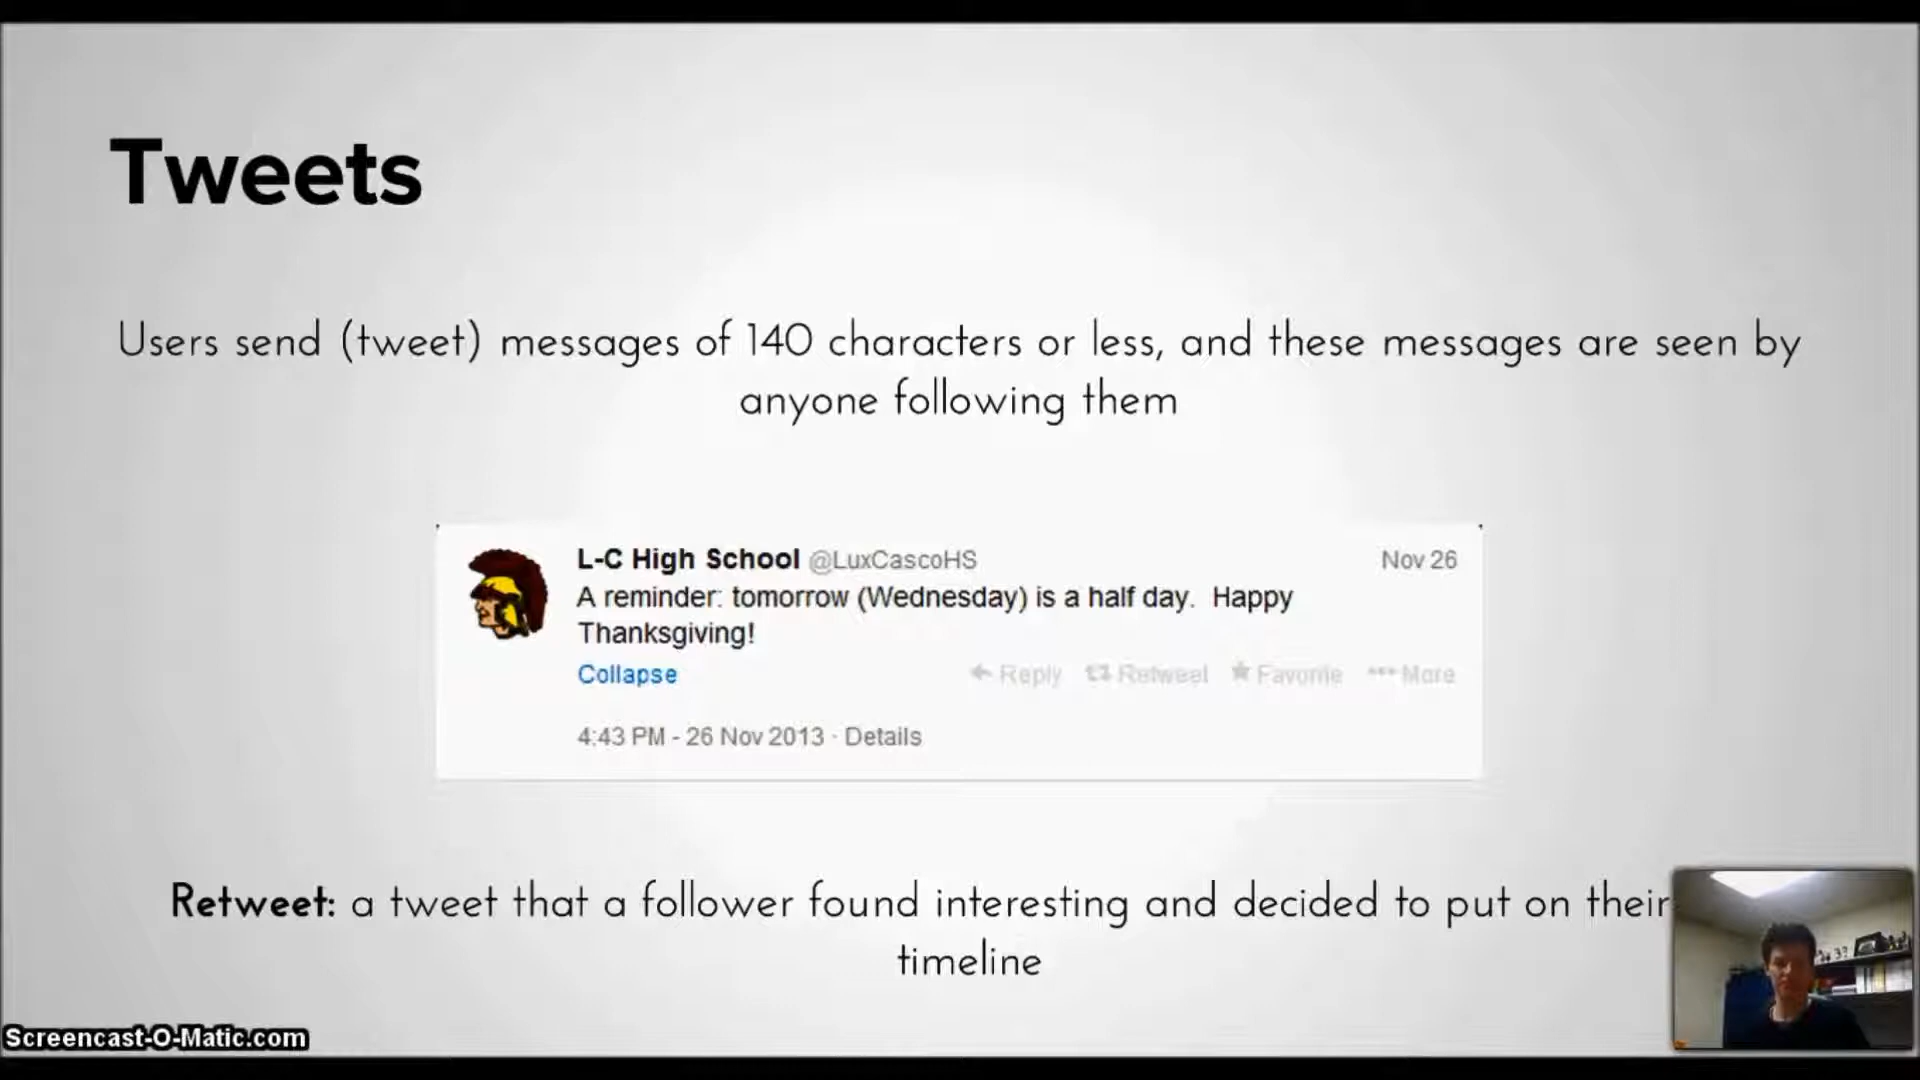 Tweets
Users send (tweet) messages of 140 characters or less, and these messages are seen by
anyone following them
L-C High School @LuxCascoHS Nov 26
A reminder: tomorrow (Wednesday) is a half day. Happy
Thanksgiving!
Collapse Reply Retweet Favorite More
4:43 PM - 26 Nov 2013 · Details
Retweet: a tweet that a follower found interesting and decided to put on their
timeline
Screencast-O-Matic.com